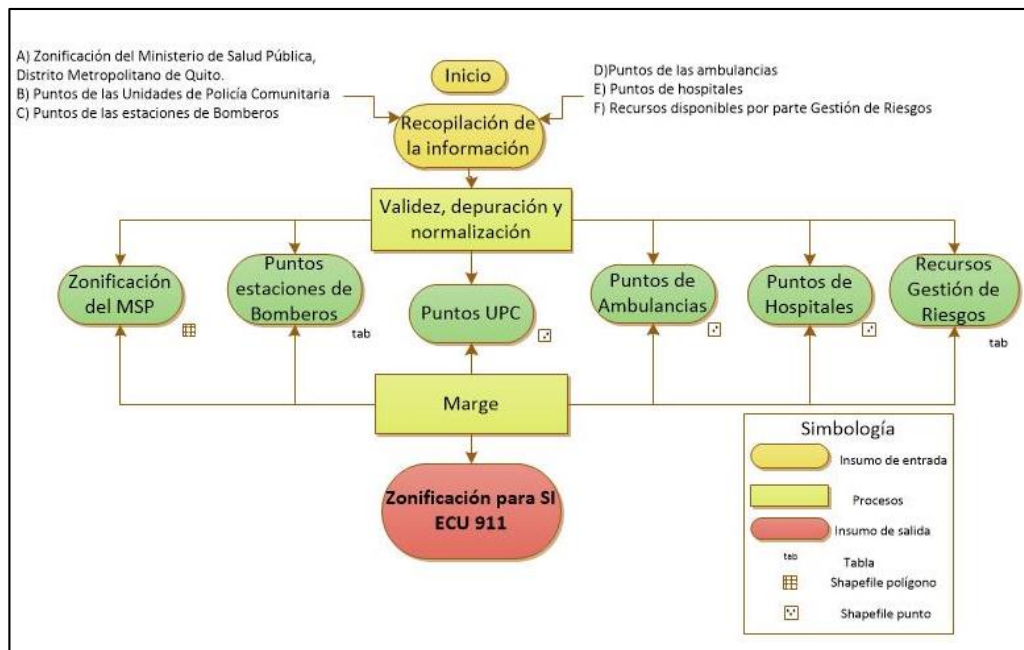 A) Zonificación del Ministerio de Salud Pública,
Distrito Metropolitano de Quito.
B) Puntos de las Unidades de Policía Comunitaria
C) Puntos de las estaciones de Bomberos
Inicio
D)Puntos de las ambulancias
E) Puntos de hospitales
F) Recursos disponibles por parte Gestión de Riesgos
Recopilación de
la información
Validez, depuración y
normalización
Zonificación
del MSP
Puntos
estaciones de
Bomberos
tab
Puntos UPC
Puntos de
Ambulancias
Puntos de
Hospitales
Recursos
Gestión de
Riesgos
tab
Marge
Zonificación para SI
ECU 911
Simbología
Insumo de entrada
Procesos
Insumo de salida
tab Tabla
Shapefile polígono
Shapefile punto